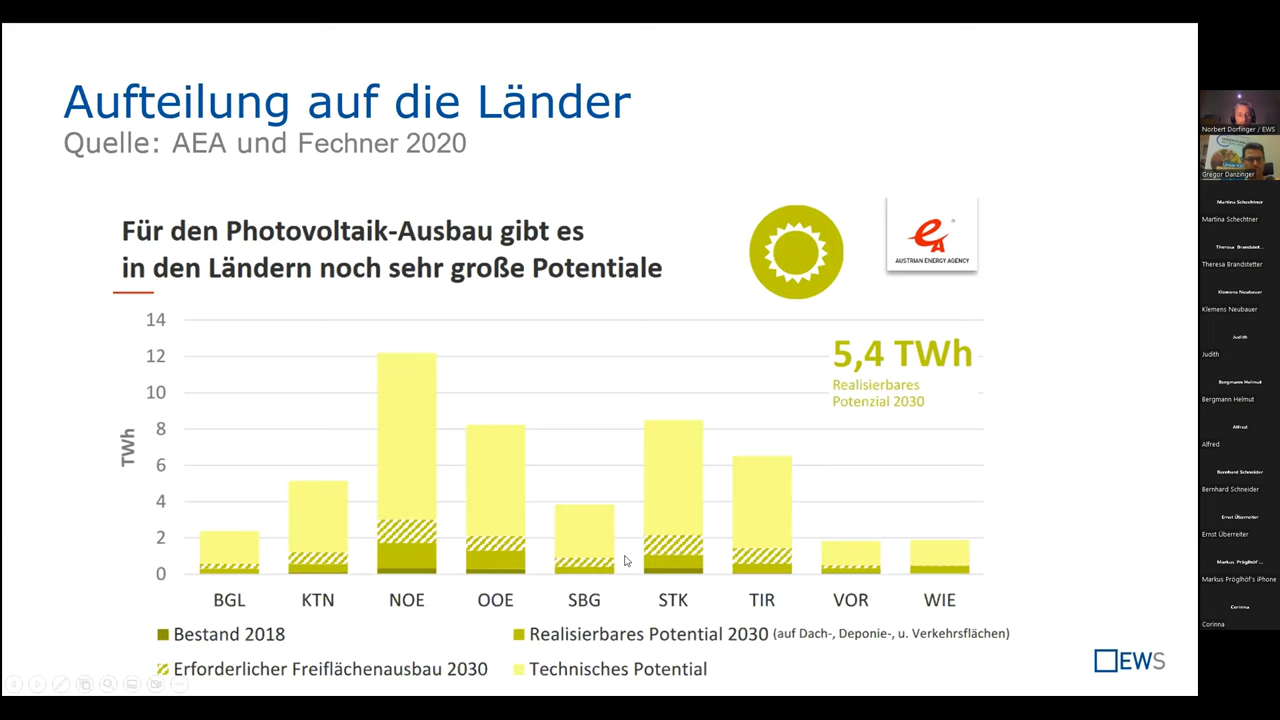 Aufteilung auf die Länder
Quelle: AEA und Fechner 2020
Für den Photovoltaik-Ausbau gibt es
in den Ländern noch sehr große Potentiale
AUSTRIAN ENERGY AGENCY
5,4 TWh
Realisierbares
Potenzial 2030
TWh
14
12
10
8
6
4
2
0
BGL KTN NOE OOE SBG STK TIR VOR WIE
Bestand 2018
Realisierbares Potential 2030 (auf Dach-, Deponie-, u. Verkehrsflächen)
Erforderlicher Freiflächenausbau 2030
Technisches Potential
EWS
Norbert Dorfinger / EWS
Gregor Danzinger
Martina Schechtner
Martina Schechtner
Theresa Brandstet...
Theresa Brandstetter
Klemens Neubauer
Klemens Neubauer
Judith
Judith
Bergmann Helmut
Bergmann Helmut
Alfred
Alfred
Bernhard Schneider
Bernhard Schneider
Ernst Überreiter
Ernst Überreiter
Markus Pröglhöf'...
Markus Pröglhöf's iPhone
Corinna
Corinna